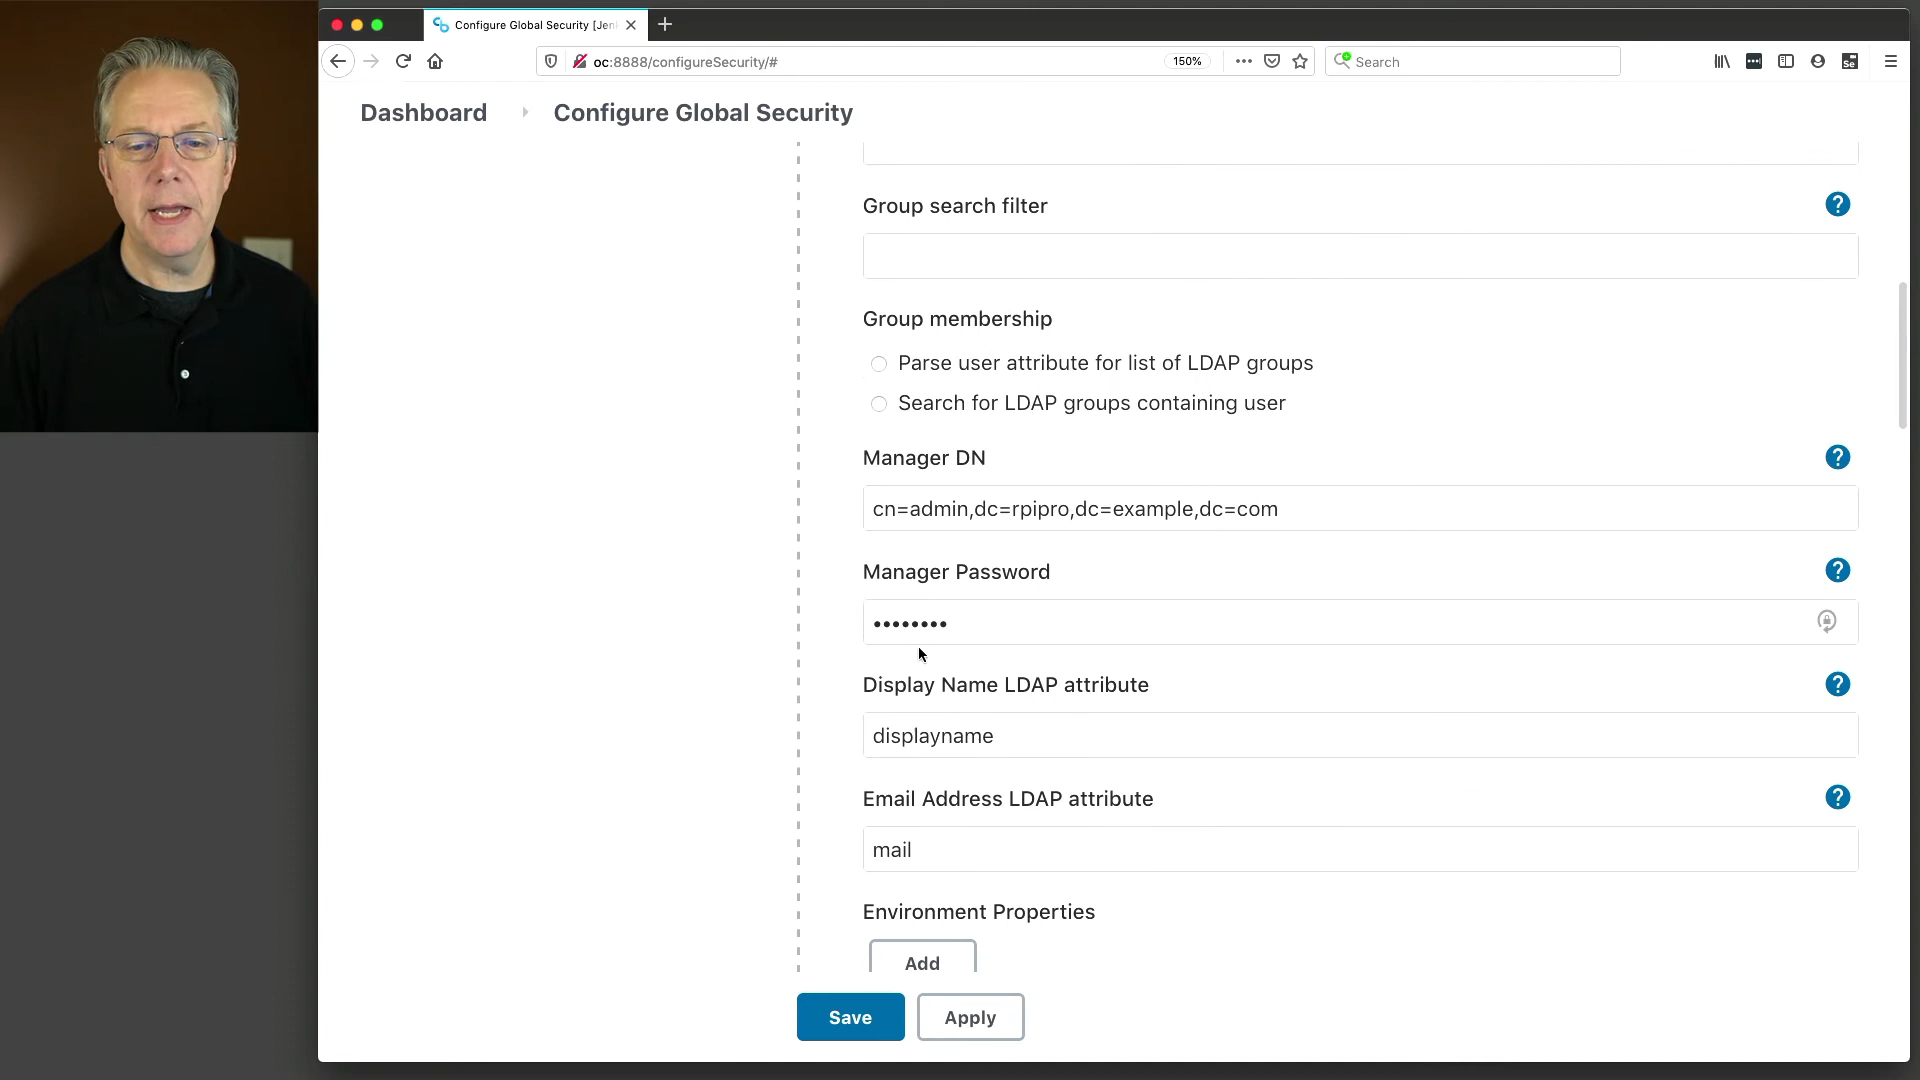 Configure Global Security [Jen
oc:8888/configureSecurity/#
150%
Search
Se
Dashboard
Configure Global Security
Group search filter
?
Group membership
Parse user attribute for list of LDAP groups
Search for LDAP groups containing user
Manager DN
?
cn=admin,dc=rpipro,dc=example,dc=com
Manager Password
?
••••••••
Display Name LDAP attribute
?
displayname
Email Address LDAP attribute
?
mail
Environment Properties
Add
Save
Apply